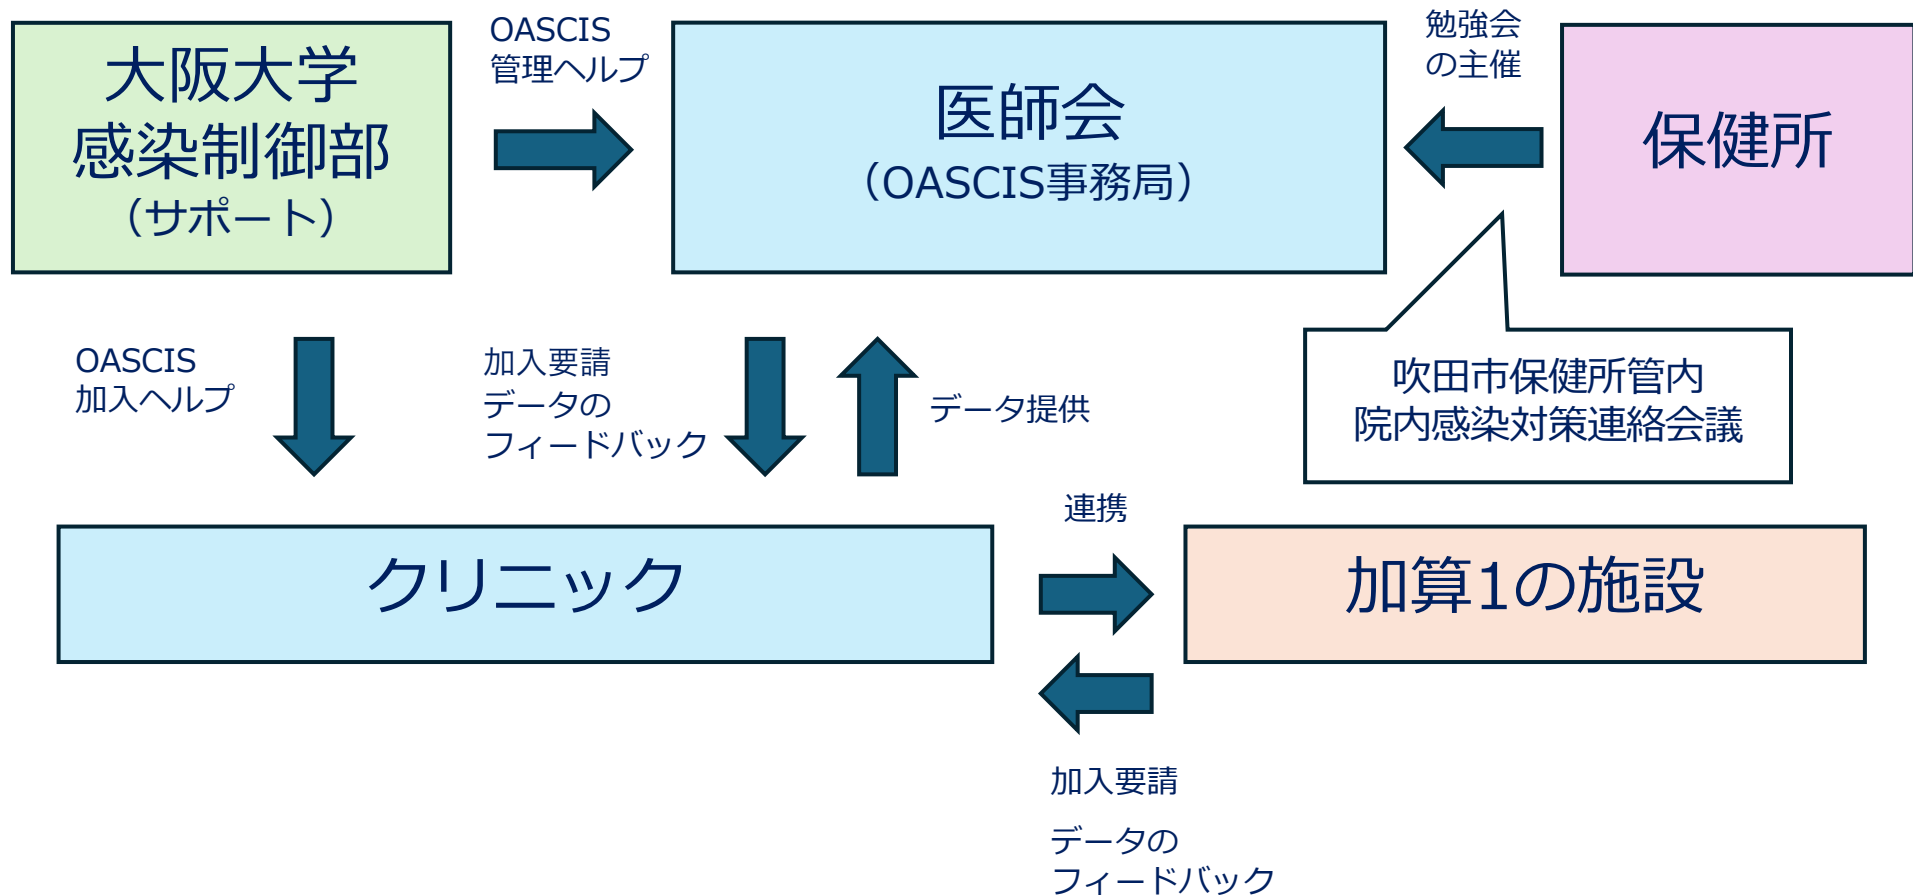 大阪大学
感染制御部
（サポート）
OASCIS
管理ヘルプ
医師会
（OASCIS事務局）
勉強会
の主催
保健所
OASCIS
加入ヘルプ
加入要請
データの
フィードバック
データ提供
吹田市保健所管内
院内感染対策連絡会議
クリニック
連携
加算1の施設
加入要請
データの
フィードバック